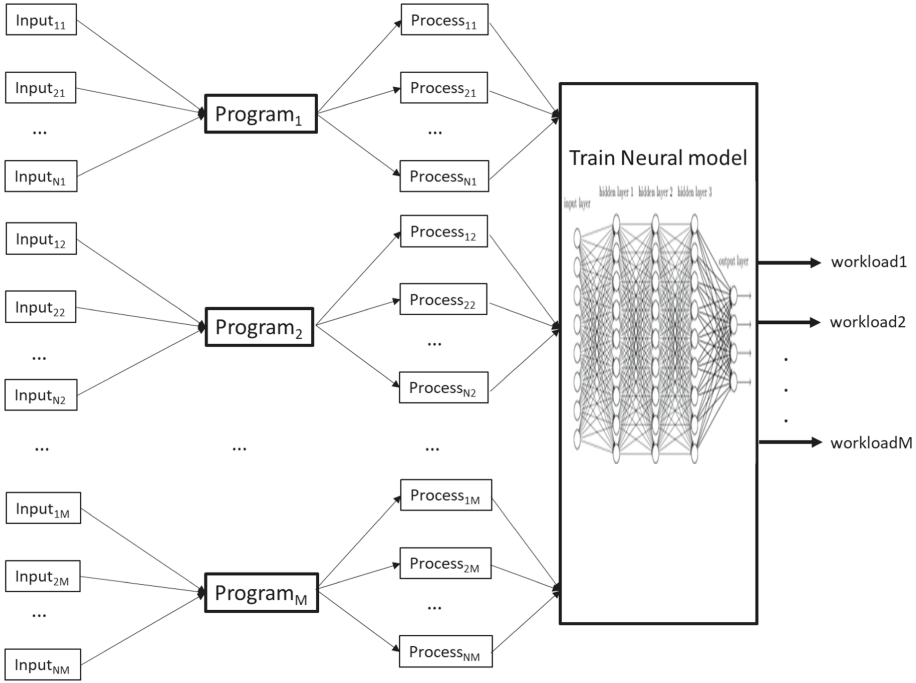 Input11
Input21
...
InputN1
Program1
Process11
Process21
...
ProcessN1
Input12
Input22
...
InputN2
Program2
Process12
Process22
...
ProcessN2
...
...
...
Input1M
Input2M
...
InputNM
ProgramM
Process1M
Process2M
...
ProcessNM
Train Neural model
hidden layer 1 hidden layer 2 hidden layer 3
input layer
output layer
workload1
workload2
.
.
.
workloadM